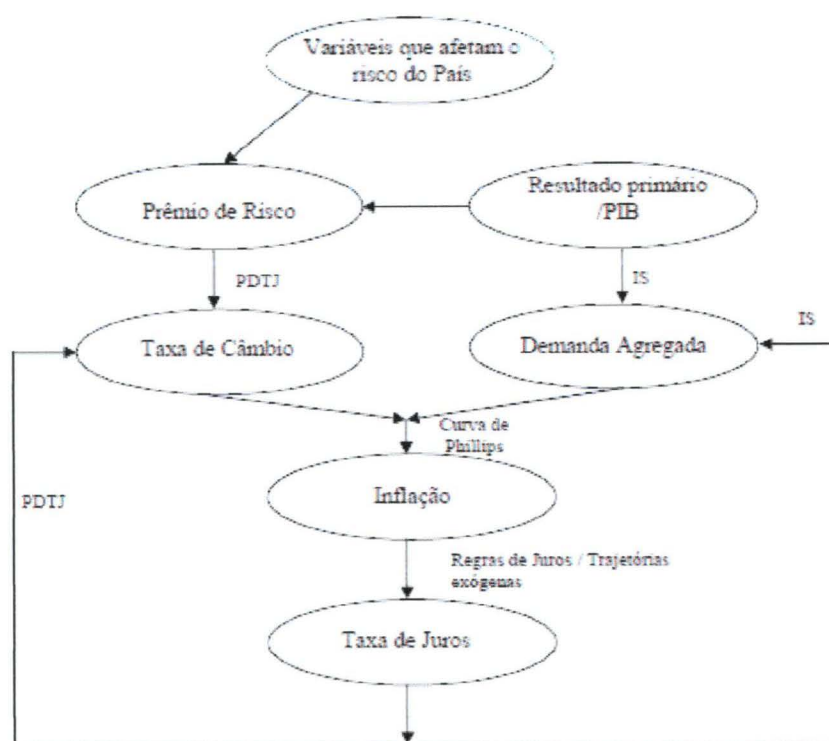 Variáveis que afetam o
risco do País
Prêmio de Risco
Resultado primário
/PIB
PDTJ
IS
Taxa de Câmbio
Demanda Agregada
IS
Curva de
Phillips
Inflação
PDTJ
Regras de Juros / Trajetórias
exógenas
Taxa de Juros